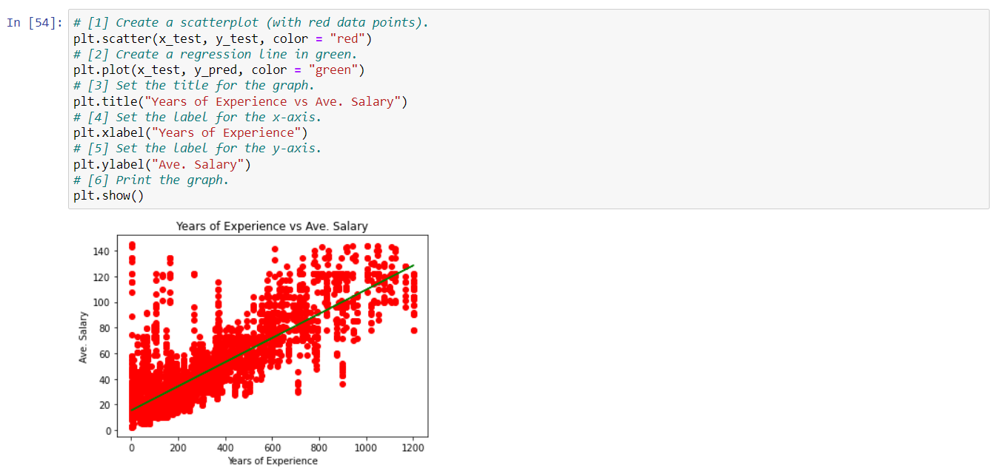 In [54]:
# [1] Create a scatterplot (with red data points).
plt.scatter(x_test, y_test, color = "red")
# [2] Create a regression line in green.
plt.plot(x_test, y_pred, color = "green")
# [3] Set the title for the graph.
plt.title("Years of Experience vs Ave. Salary")
# [4] Set the label for the x-axis.
plt.xlabel("Years of Experience")
# [5] Set the label for the y-axis.
plt.ylabel("Ave. Salary")
# [6] Print the graph.
plt.show()
Years of Experience vs Ave. Salary
Ave. Salary
140
120
100
80
60
40
20
0
0 200 400 600 800 1000 1200
Years of Experience